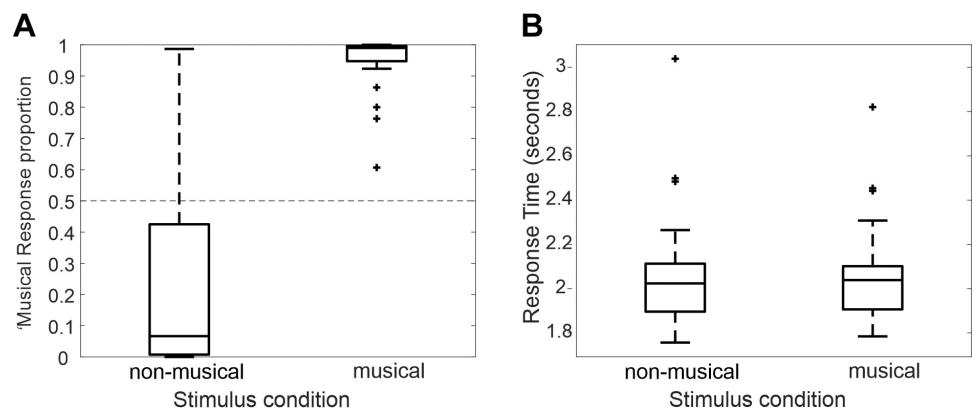 A
B
'Musical Response proportion
1
0.9
0.8
0.7
0.6
0.5
0.4
0.3
0.2
0.1
0
non-musical
musical
Stimulus condition
Response Time (seconds)
3
2.8
2.6
2.4
2.2
2
1.8
non-musical
musical
Stimulus condition